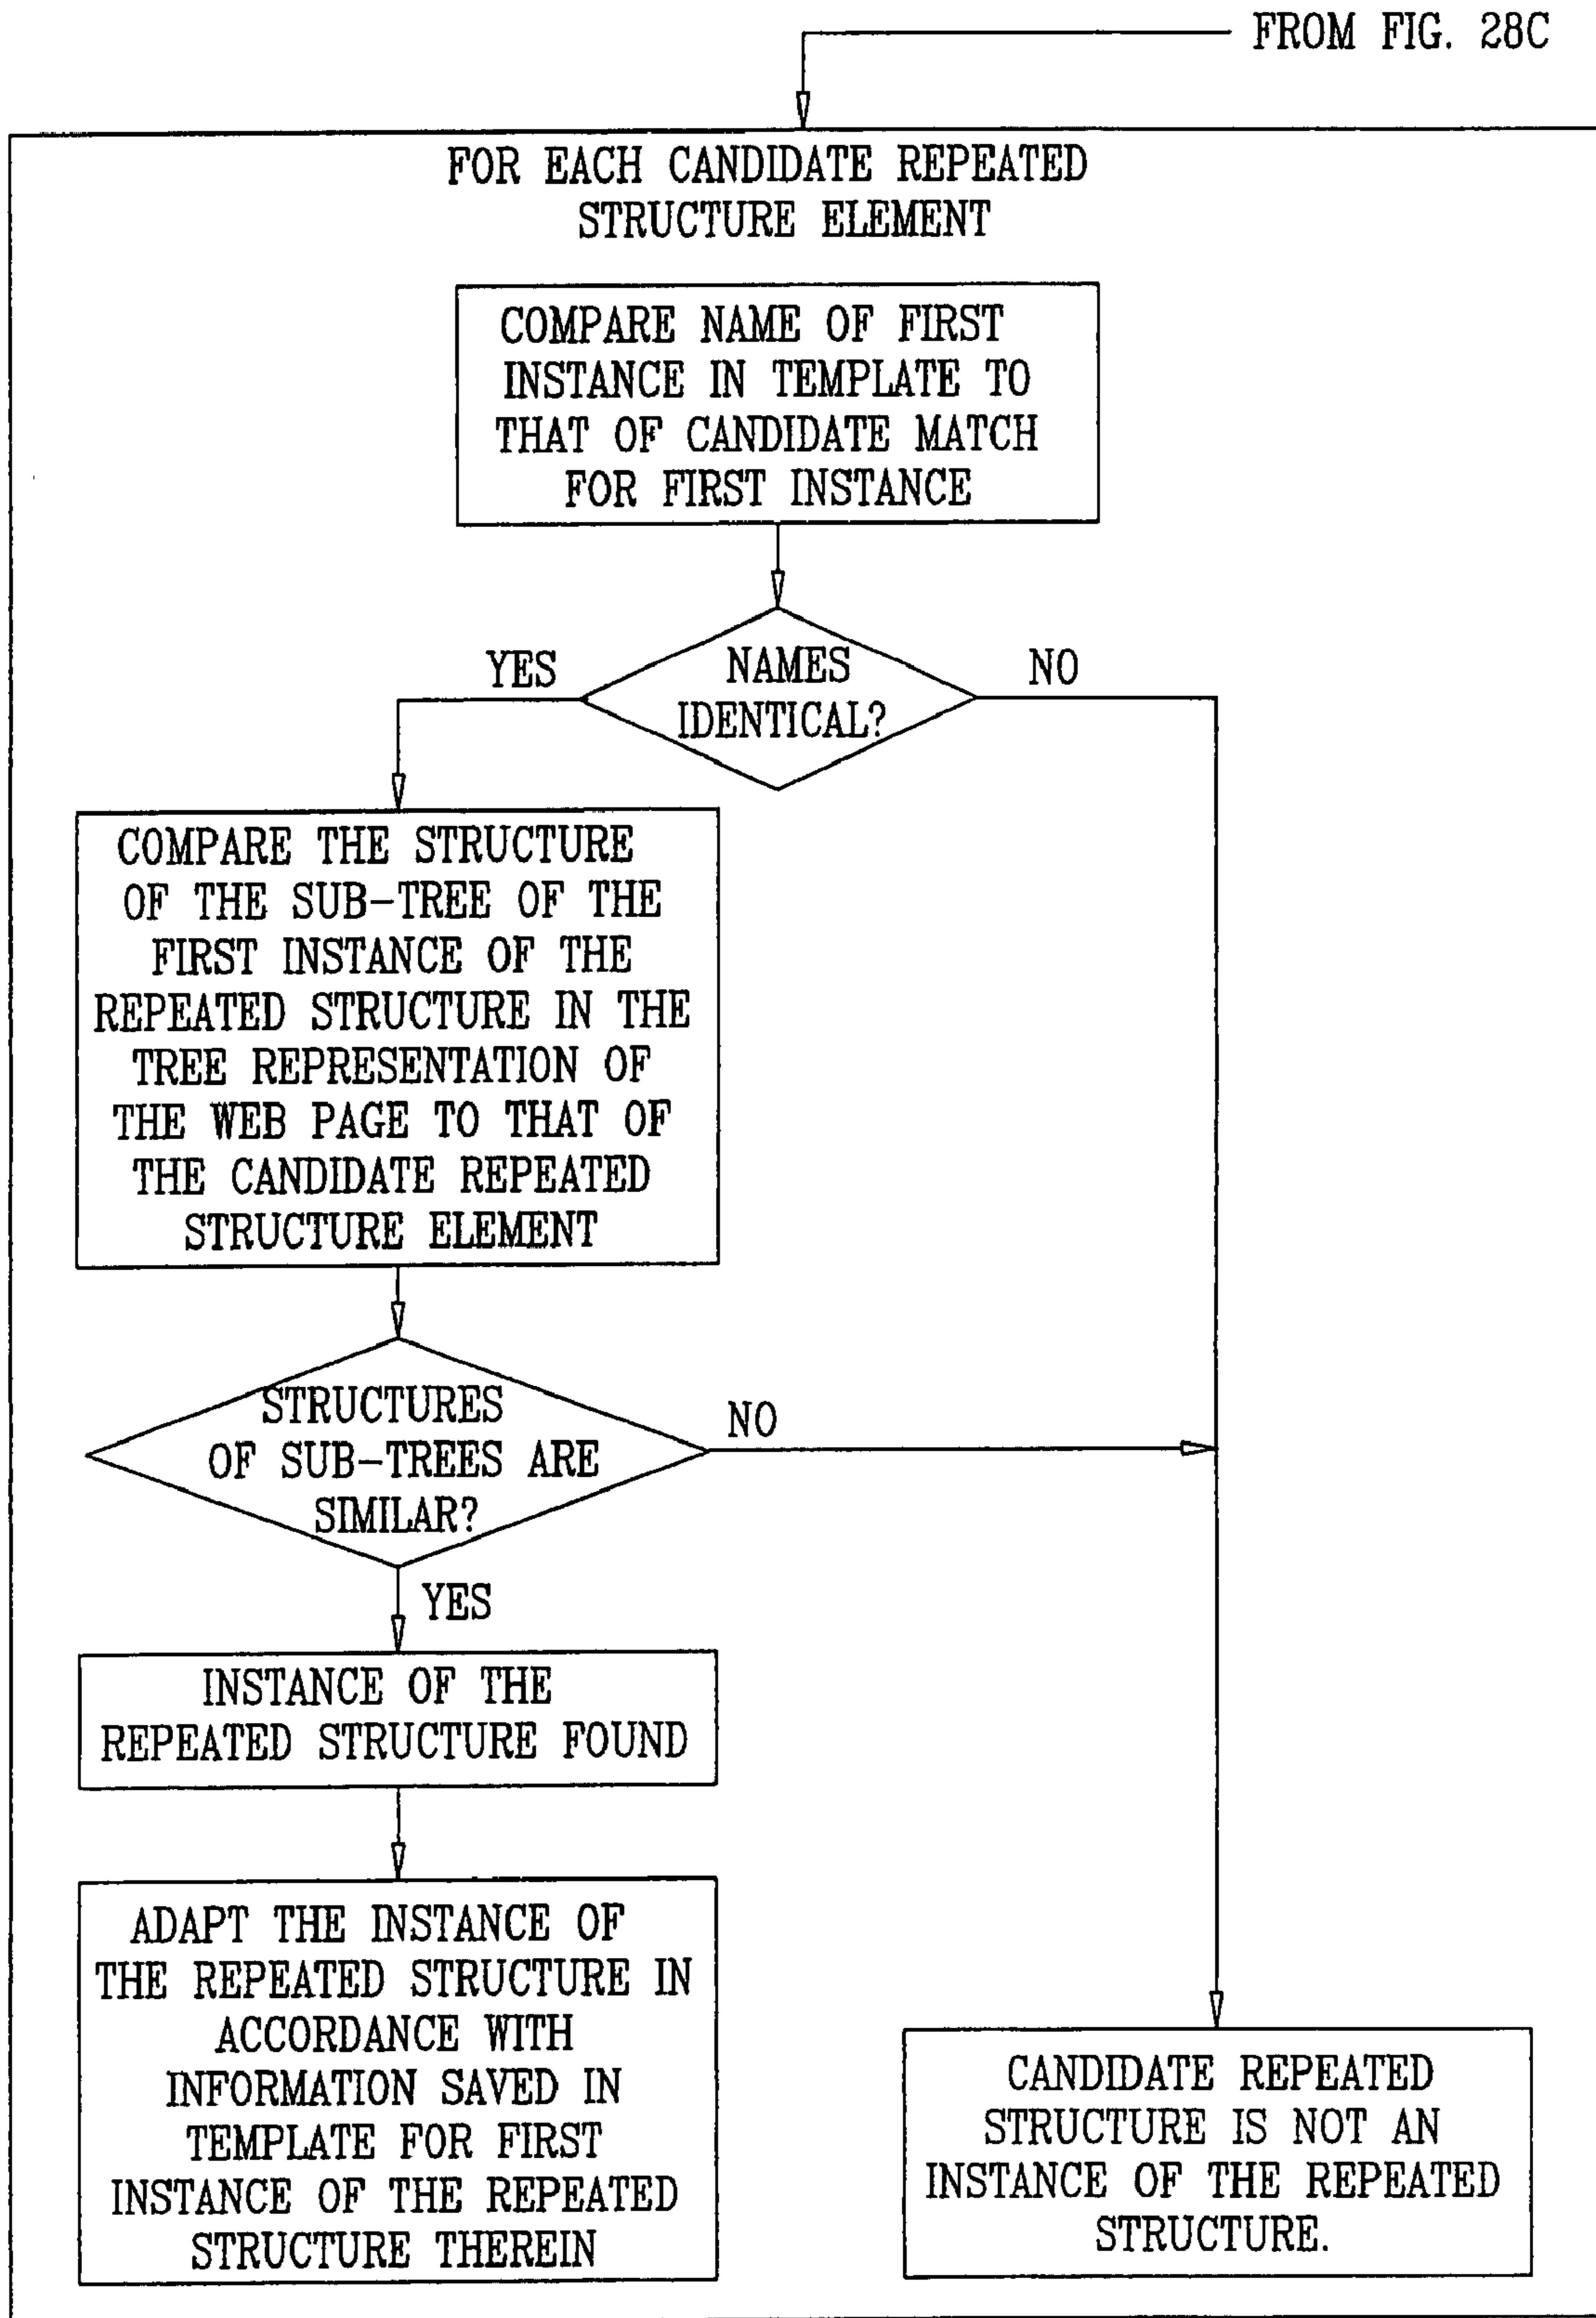 FROM FIG. 28C
FOR EACH CANDIDATE REPEATED
STRUCTURE ELEMENT
COMPARE NAME OF FIRST
INSTANCE IN TEMPLATE TO
THAT OF CANDIDATE MATCH
FOR FIRST INSTANCE
YES
NAMES
IDENTICAL?
NO
COMPARE THE STRUCTURE
OF THE SUB-TREE OF THE
FIRST INSTANCE OF THE
REPEATED STRUCTURE IN THE
TREE REPRESENTATION OF
THE WEB PAGE TO THAT OF
THE CANDIDATE REPEATED
STRUCTURE ELEMENT
STRUCTURES
OF SUB-TREES ARE
SIMILAR?
NO
YES
INSTANCE OF THE
REPEATED STRUCTURE FOUND
ADAPT THE INSTANCE OF
THE REPEATED STRUCTURE IN
ACCORDANCE WITH
INFORMATION SAVED IN
TEMPLATE FOR FIRST
INSTANCE OF THE REPEATED
STRUCTURE THEREIN
CANDIDATE REPEATED
STRUCTURE IS NOT AN
INSTANCE OF THE REPEATED
STRUCTURE.